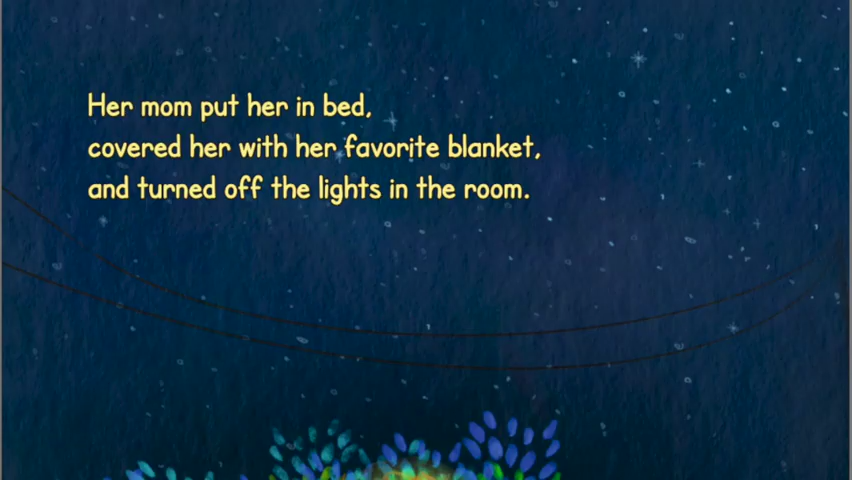 Her mom put her in bed,
covered her with her favorite blanket,
and turned off the lights in the room.